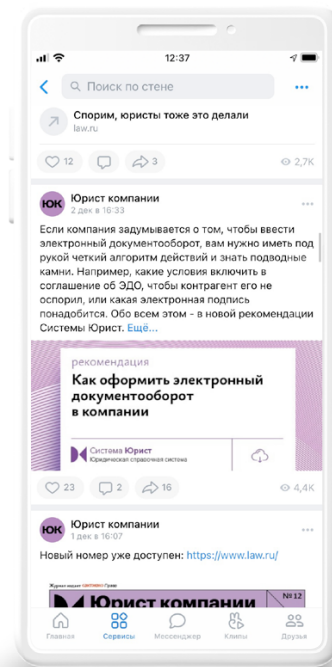 12:37
Поиск по стене
Спорим, юристы тоже это делали
law.ru
12
3
2,7K
ЮК
Юрист компании
2 дек в 16:33
Если компания задумывается о том, чтобы ввести
электронный документооборот, вам нужно иметь под
рукой четкий алгоритм действий и знать подводные
камни. Например, какие условия включить в
соглашение об ЭДО, чтобы контрагент его не
оспорил, или какая электронная подпись
понадобится. Обо всем этом - в новой рекомендации
Системы Юрист. Ещё...
рекомендация
Как оформить электронный
документооборот
в компании
Система Юрист
Юридическая справочная система
23
2
16
4,4K
ЮК
Юрист компании
1 дек в 16:07
Новый номер уже доступен: https://www.law.ru/
Юрист компании
№ 12
Главная
Сервисы
Мессенджер
Клипы
Друзья